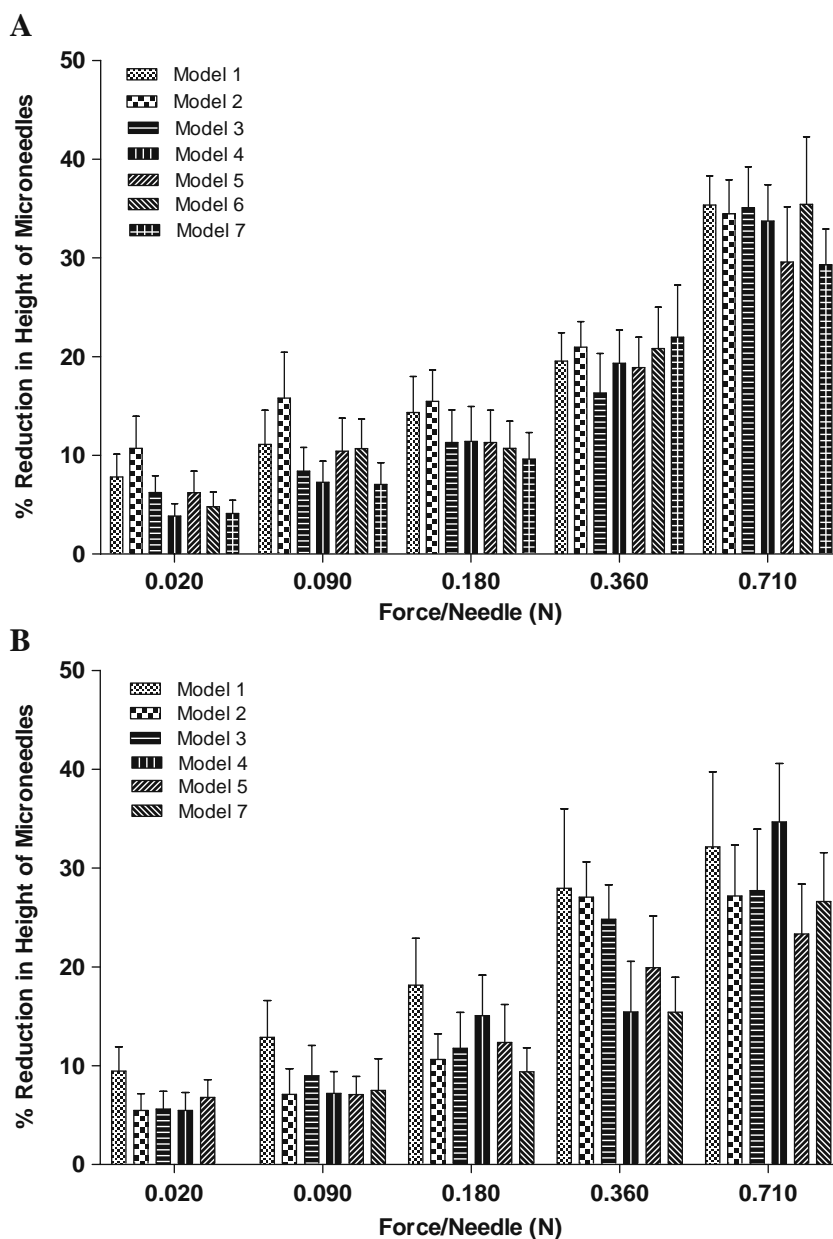 A
% Reduction in Height of Microneedles
50
40
30
20
10
0
Model 1
Model 2
Model 3
Model 4
Model 5
Model 6
Model 7
0.020 0.090 0.180 0.360 0.710
Force/Needle (N)
B
% Reduction in Height of Microneedles
50
40
30
20
10
0
Model 1
Model 2
Model 3
Model 4
Model 5
Model 7
0.020 0.090 0.180 0.360 0.710
Force/Needle (N)